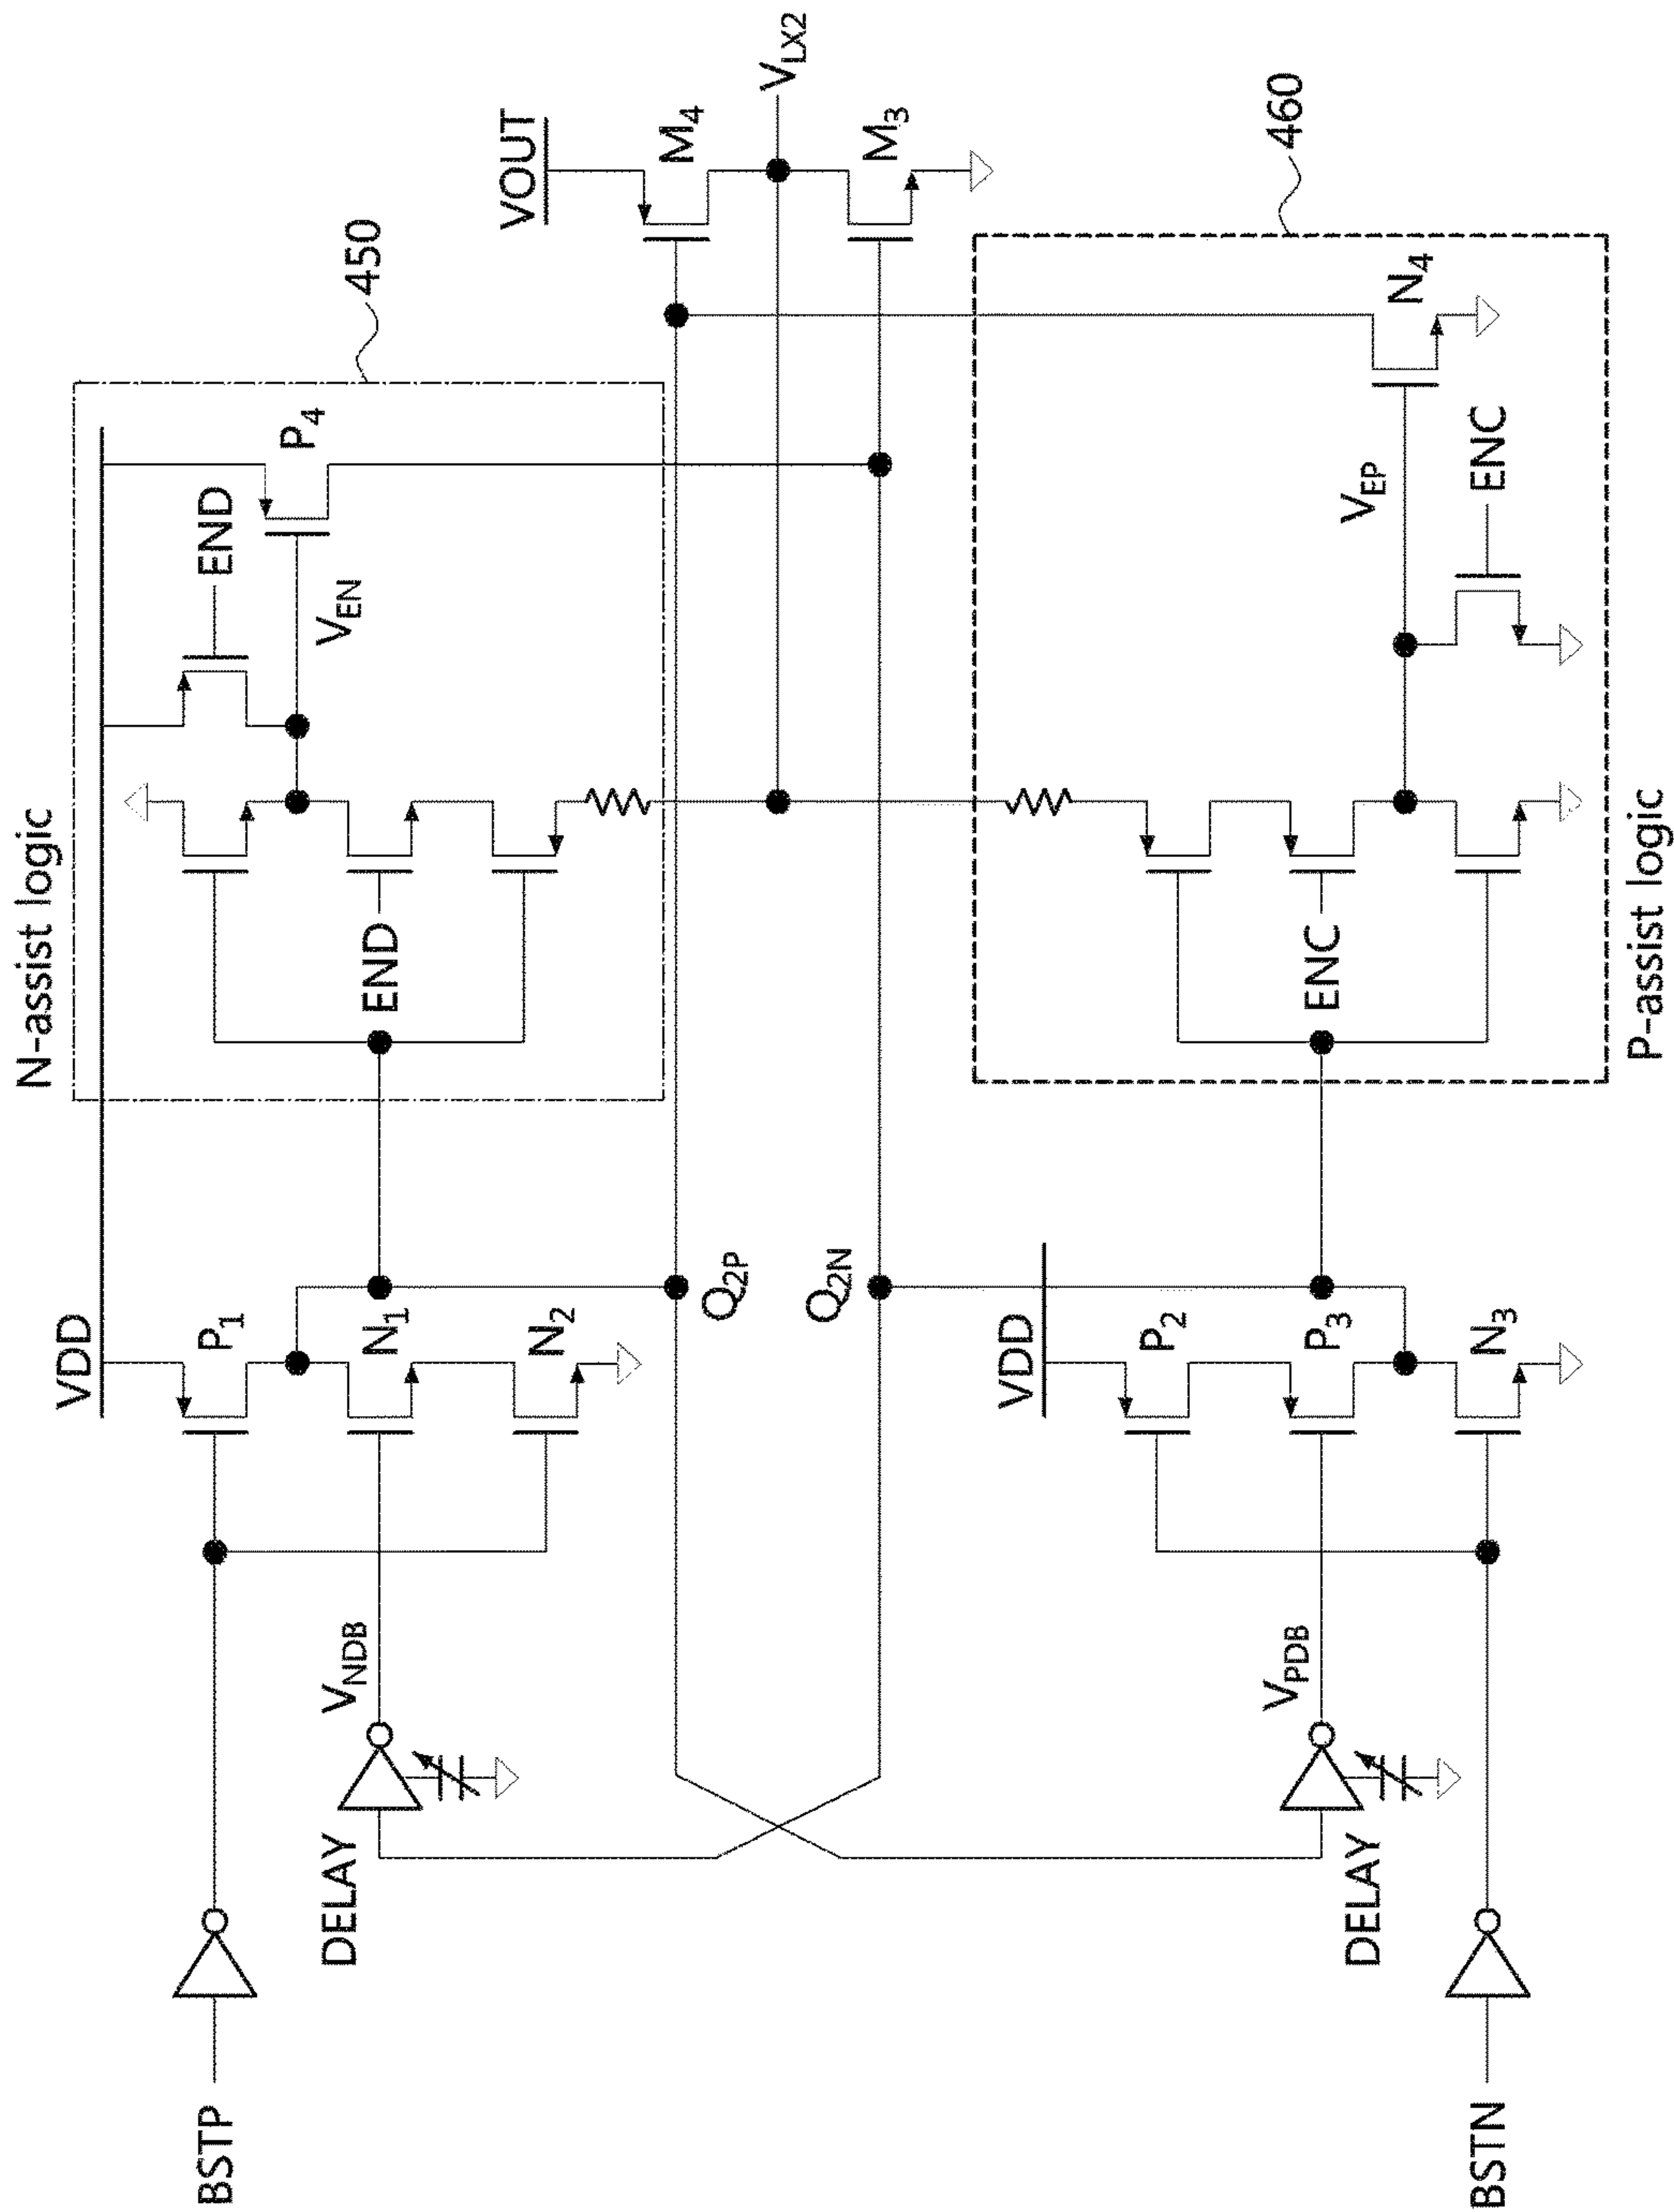 N-assist logic
450
VDD
END
P4
P1
VEN
BSTP
VNDB
N1
END
DELAY
N2
VOUT
M4
Q2P
VLX2
Q2N
M3
460
VDD
P2
VPDB
P3
ENC
VEP
N4
DELAY
N3
ENC
BSTN
P-assist logic